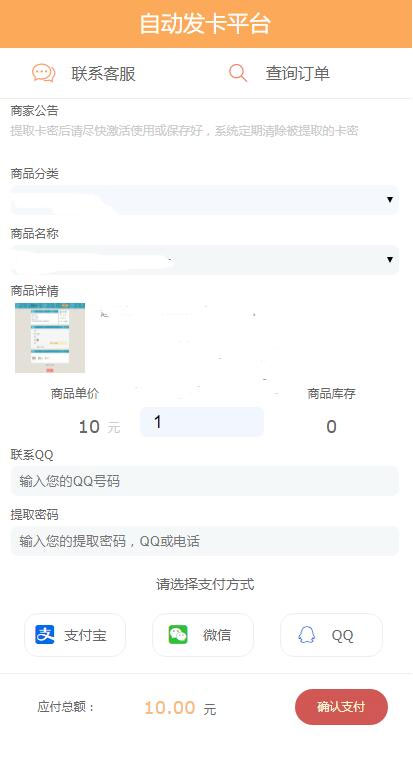 自动发卡平台
联系客服 查询订单
商家公告
提取卡密后请尽快激活使用或保存好，系统定期清除被提取的卡密
商品分类
商品名称
商品详情
商品单价 商品库存
10 元 1 0
联系QQ
输入您的QQ号码
提取密码
输入您的提取密码，QQ或电话
请选择支付方式
支付宝 微信 QQ
应付总额： 10.00 元 确认支付